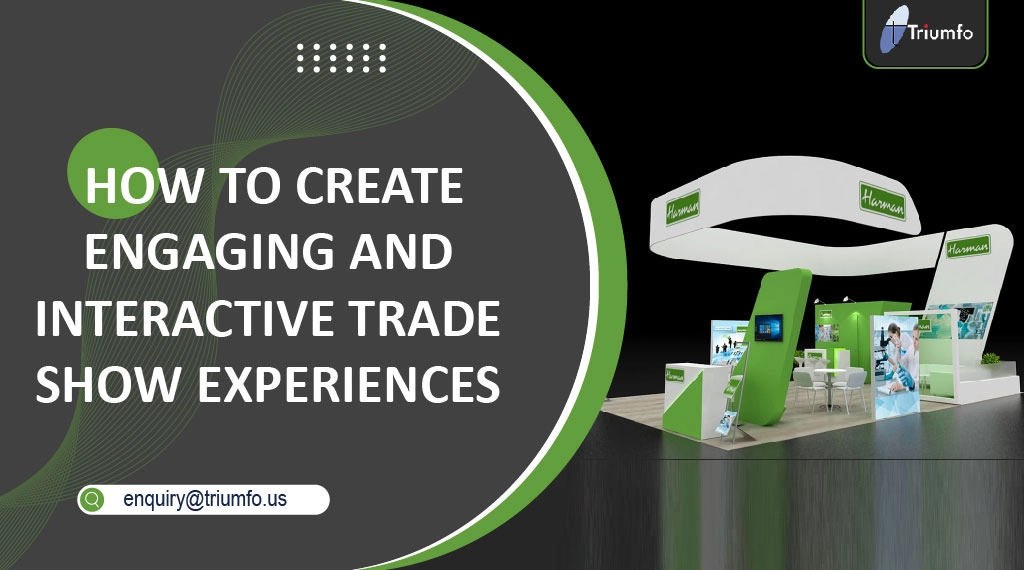 Triumfo
HOW TO CREATE
ENGAGING AND
INTERACTIVE TRADE
SHOW EXPERIENCES
enquiry@triumfo.us
Harman
Harman
Harman
Harman